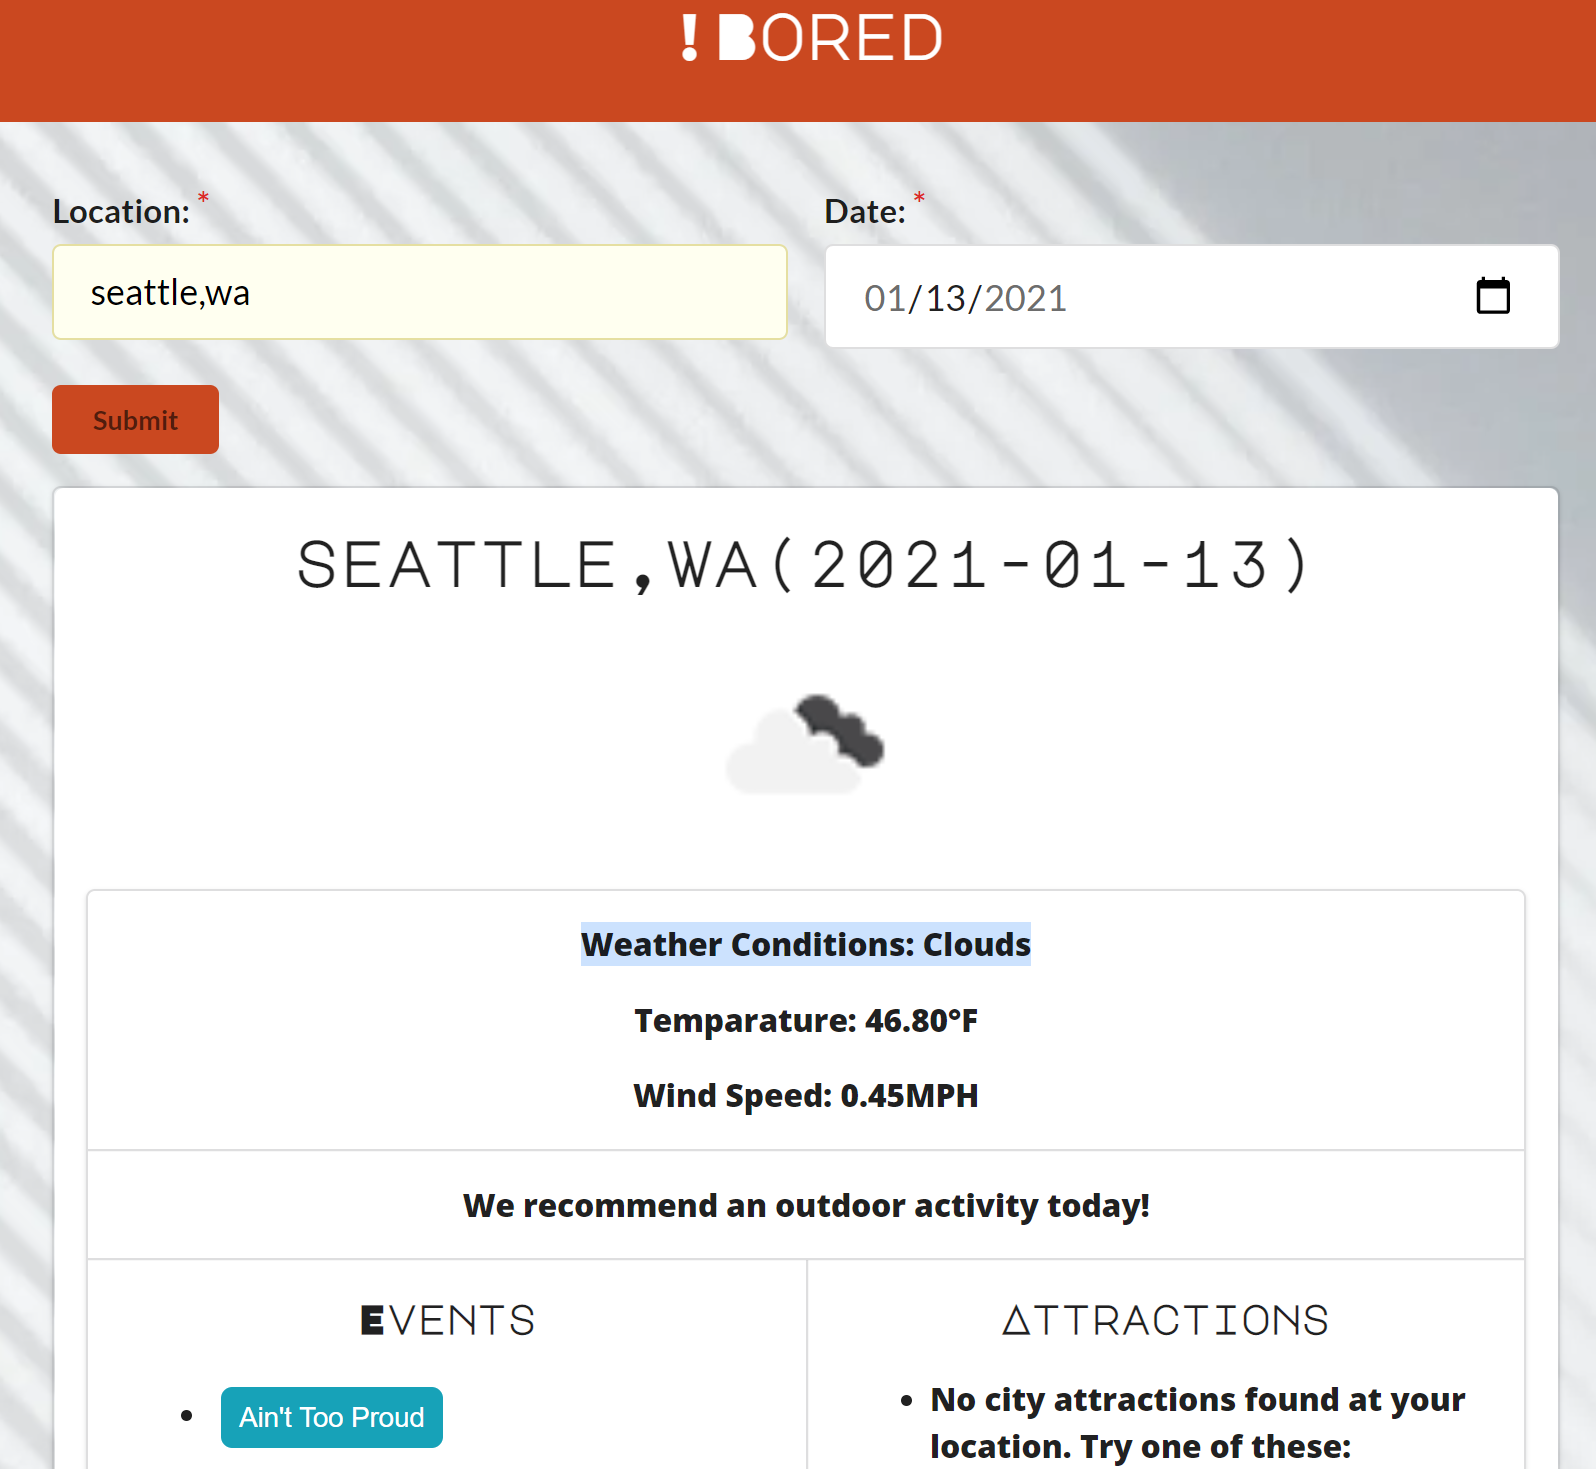 ! BORED
Location: *
Date: *
seattle,wa
01/13/2021
Submit
SEATTLE,WA(2021-01-13)
Weather Conditions: Clouds
Temparature: 46.80°F
Wind Speed: 0.45MPH
We recommend an outdoor activity today!
EVENTS
ATTRACTIONS
• Ain't Too Proud
• No city attractions found at your
location. Try one of these: